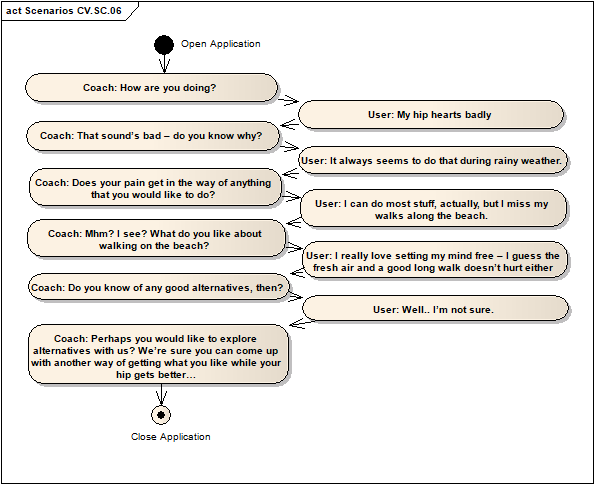 act Scenarios CV.SC.06
Open Application
Coach: How are you doing?
User: My hip hearts badly
Coach: That sound's bad – do you know why?
User: It always seems to do that during rainy weather.
Coach: Does your pain get in the way of anything
that you would like to do?
User: I can do most stuff, actually, but I miss my
walks along the beach.
Coach: Mhm? I see? What do you like about
walking on the beach?
User: I really love setting my mind free – I guess the
fresh air and a good long walk doesn't hurt either
Coach: Do you know of any good alternatives, then?
User: Well.. I'm not sure.
Coach: Perhaps you would like to explore
alternatives with us? We're sure you can come up
with another way of getting what you like while your
hip gets better…
Close Application